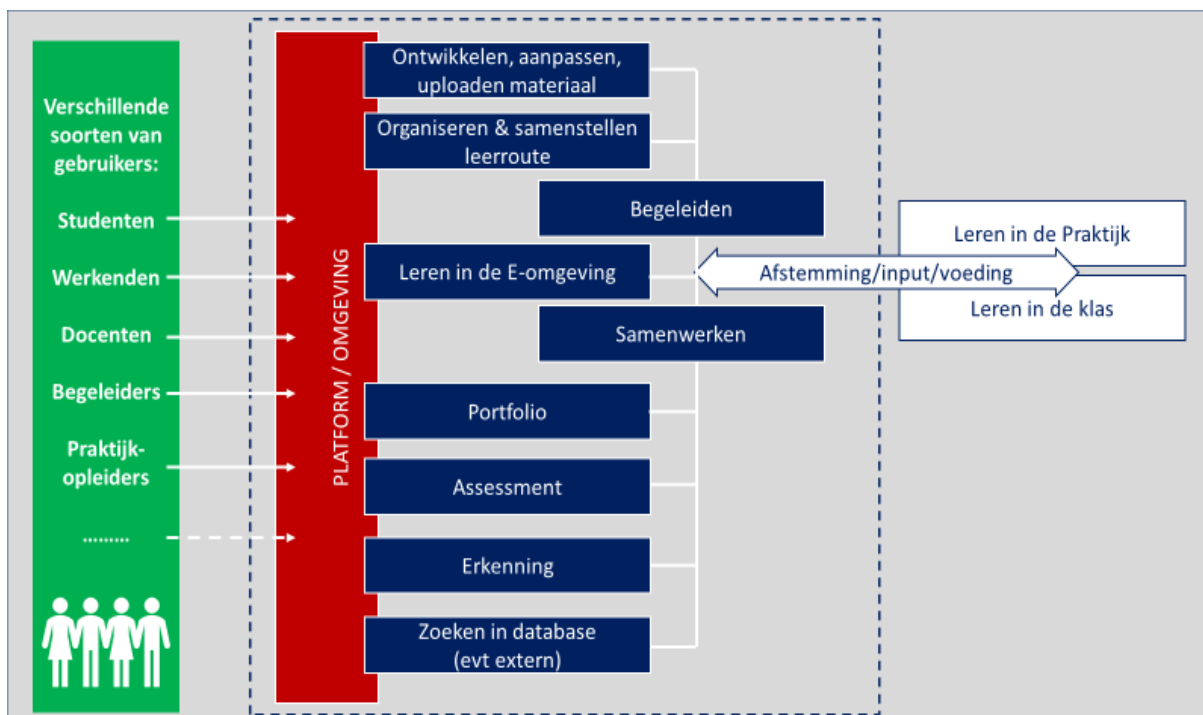 Verschillende
soorten van
gebruikers:
Studenten
Werkenden
Docenten
Begeleiders
Praktijk-
opleiders
.........
PLATFORM / OMGEVING
Ontwikkelen, aanpassen,
uploaden materiaal
Organiseren & samenstellen
leerroute
Begeleiden
Leren in de E-omgeving
Samenwerken
Portfolio
Assessment
Erkenning
Zoeken in database
(evt extern)
Leren in de Praktijk
Afstemming/input/voeding
Leren in de klas